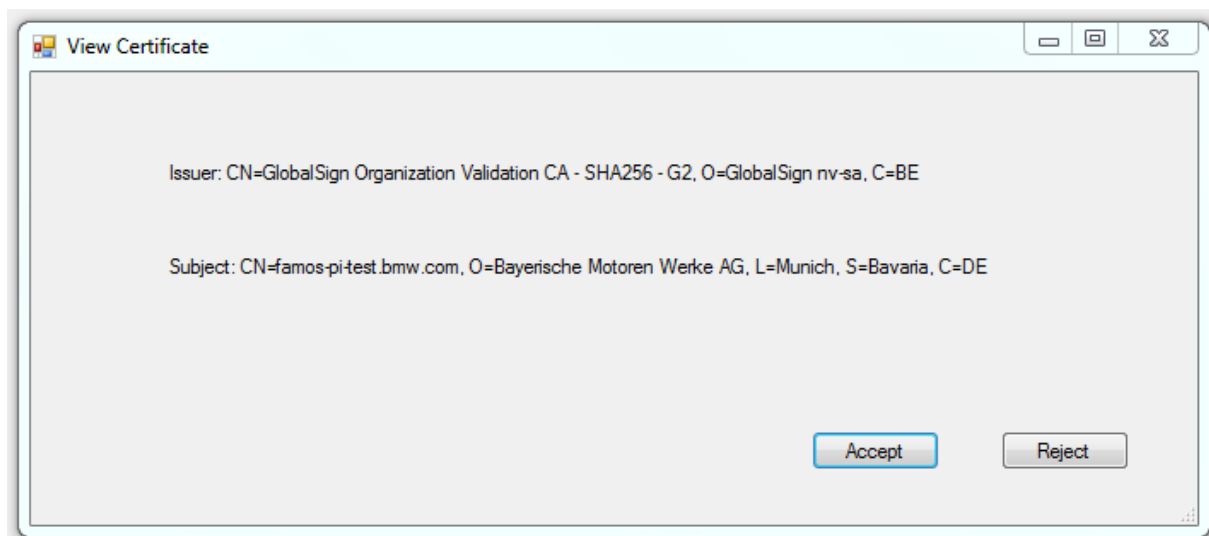 View Certificate
Issuer: CN=GlobalSign Organization Validation CA - SHA256 - G2, O=GlobalSign nv-sa, C=BE
Subject: CN=famos-pi-test.bmw.com, O=Bayerische Motoren Werke AG, L=Munich, S=Bavaria, C=DE
Accept Reject